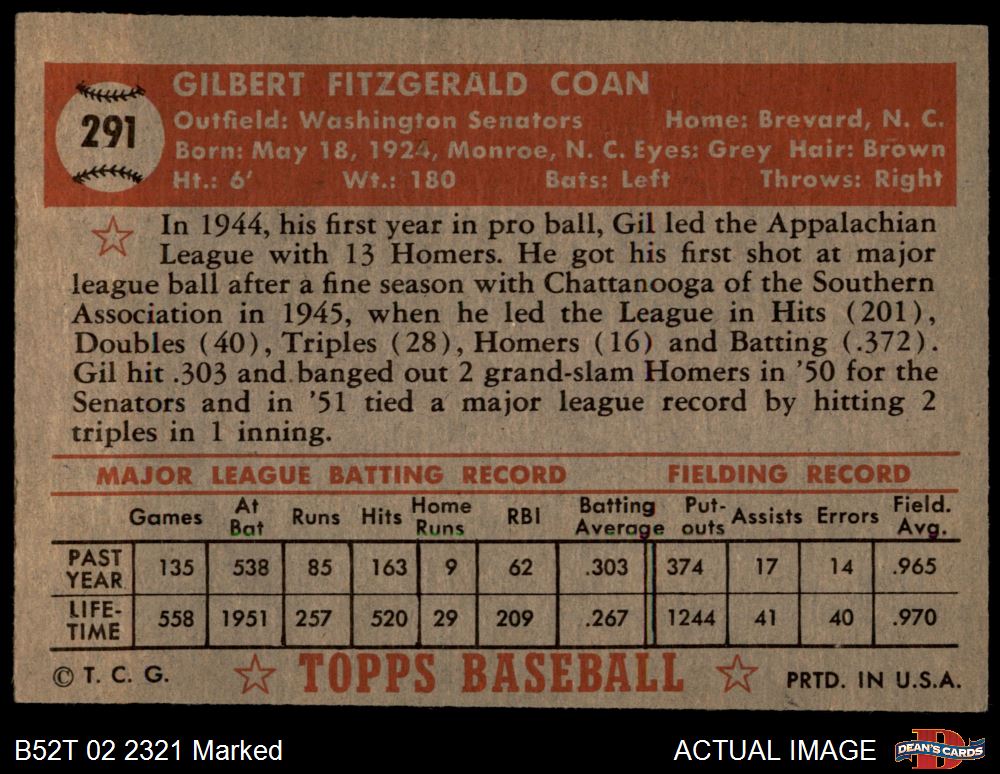 291
GILBERT FITZGERALD COAN
Outfield: Washington Senators Home: Brevard, N. C.
Born: May 18, 1924, Monroe, N. C. Eyes: Grey Hair: Brown
Ht.: 6' Wt.: 180 Bats: Left Throws: Right
In 1944, his first year in pro ball, Gil led the Appalachian
League with 13 Homers. He got his first shot at major
league ball after a fine season with Chattanooga of the Southern
Association in 1945, when he led the League in Hits (201),
Doubles (40), Triples (28), Homers (16) and Batting (.372).
Gil hit .303 and banged out 2 grand-slam Homers in '50 for the
Senators and in '51 tied a major league record by hitting 2
triples in 1 inning.
MAJOR LEAGUE BATTING RECORD FIELDING RECORD
Games At Bat Runs Hits Home Runs RBI Batting Average Put-outs Assists Errors Field. Avg.
PAST YEAR 135 538 85 163 9 62 .303 374 17 14 .965
LIFE-TIME 558 1951 257 520 29 209 .267 1244 41 40 .970
© T. C. G. TOPPS BASEBALL PRTD. IN U.S.A.
B52T 02 2321 Marked ACTUAL IMAGE DEAN'S CARDS